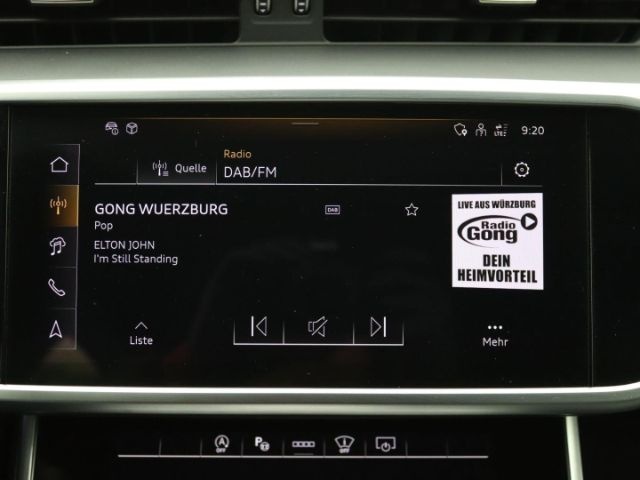 9:20
LTE
Radio
Quelle
DAB/FM
GONG WUERZBURG
DAB
Pop
ELTON JOHN
I'm Still Standing
LIVE AUS WÜRZBURG
Radio
Gong
DEIN
HEIMVORTEIL
Liste
Mehr
A
OFF
P
OFF